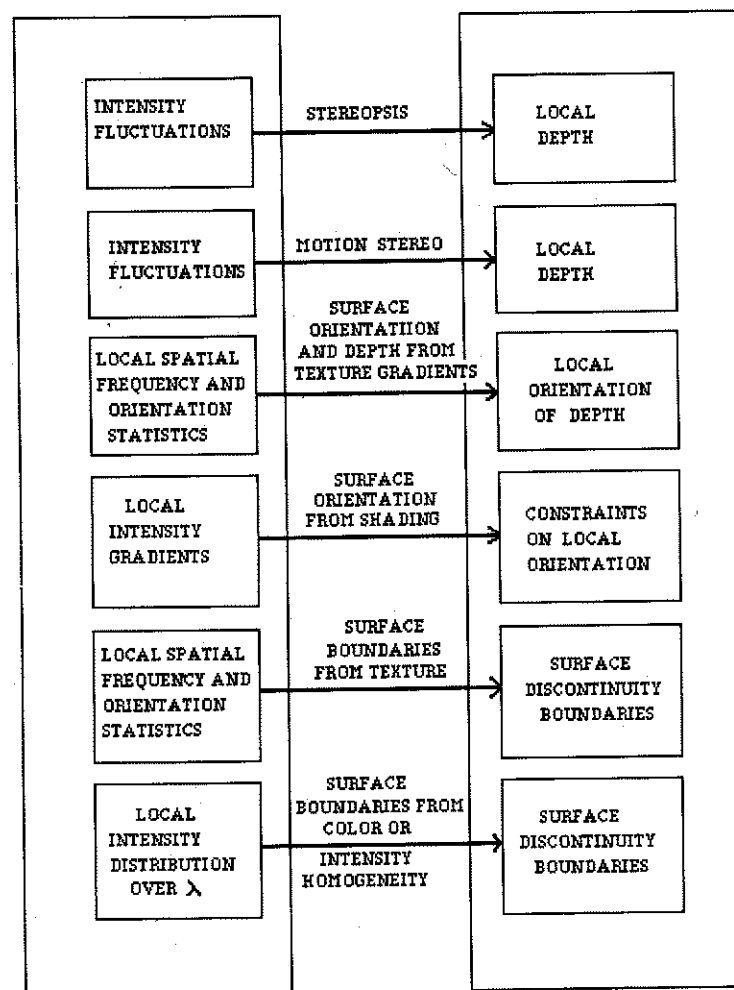 INTENSITY
FLUCTUATIONS
STEREOPSIS
LOCAL
DEPTH
INTENSITY
FLUCTUATIONS
MOTION STEREO
LOCAL
DEPTH
LOCAL SPATIAL
FREQUENCY AND
ORIENTATION
STATISTICS
SURFACE
ORIENTATIION
AND DEPTH FROM
TEXTURE GRADIENTS
LOCAL
ORIENTATION
OF DEPTH
LOCAL
INTENSITY
GRADIENTS
SURFACE
ORIENTATION
FROM SHADING
CONSTRAINTS
ON LOCAL
ORIENTATION
LOCAL SPATIAL
FREQUENCY AND
ORIENTATION
STATISTICS
SURFACE
BOUNDARIES
FROM TEXTURE
SURFACE
DISCONTINUITY
BOUNDARIES
LOCAL
INTENSITY
DISTRIBUTION
OVER λ
SURFACE
BOUNDARIES FROM
COLOR OR
INTENSITY
HOMOGENEITY
SURFACE
DISCONTINUITY
BOUNDARIES